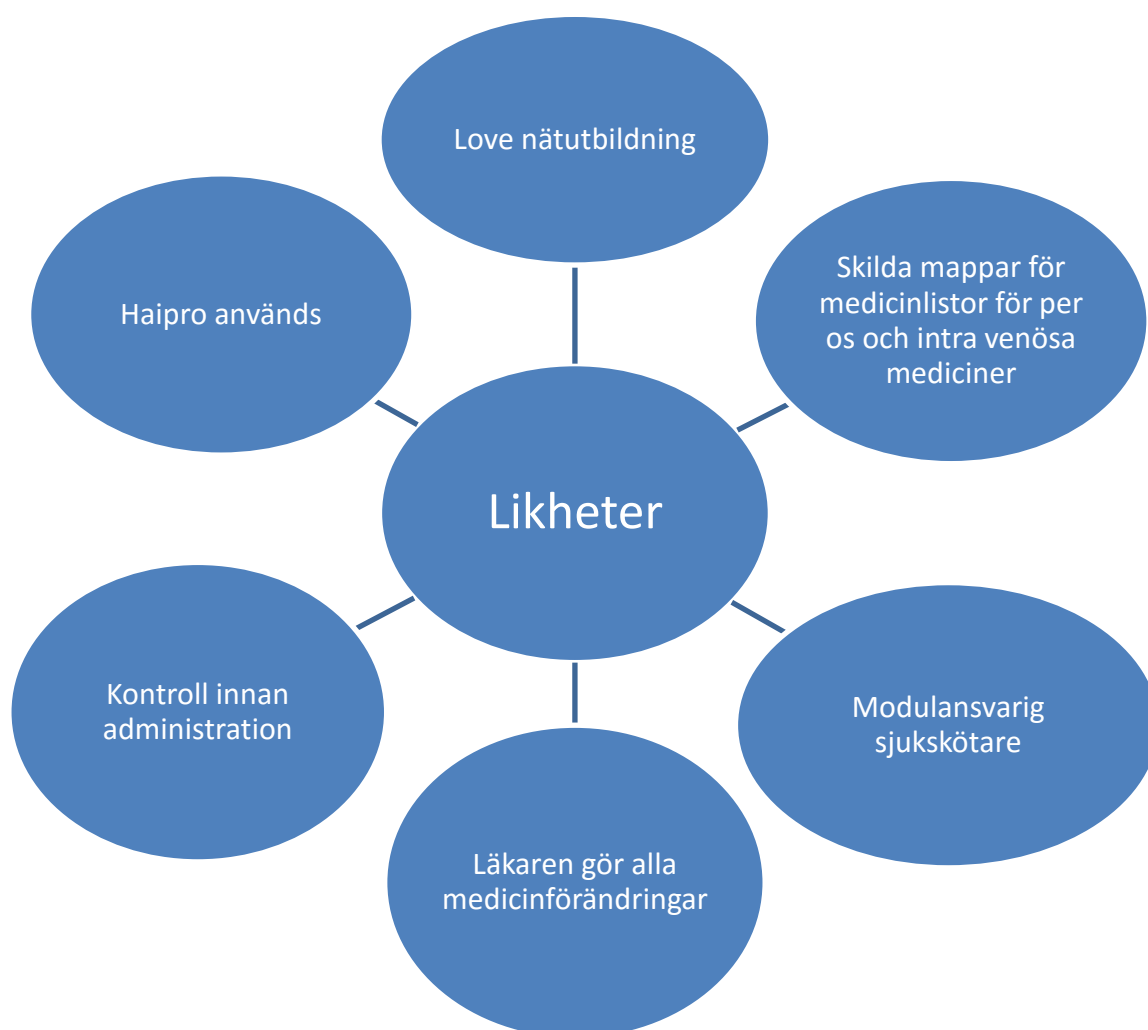 Love nätutbildning
Skilda mappar för
medicinlistor för per
os och intra venösa
mediciner
Haipro används
Likheter
Kontroll innan
administration
Modulansvarig
sjukskötare
Läkaren gör alla
medicinförändringar